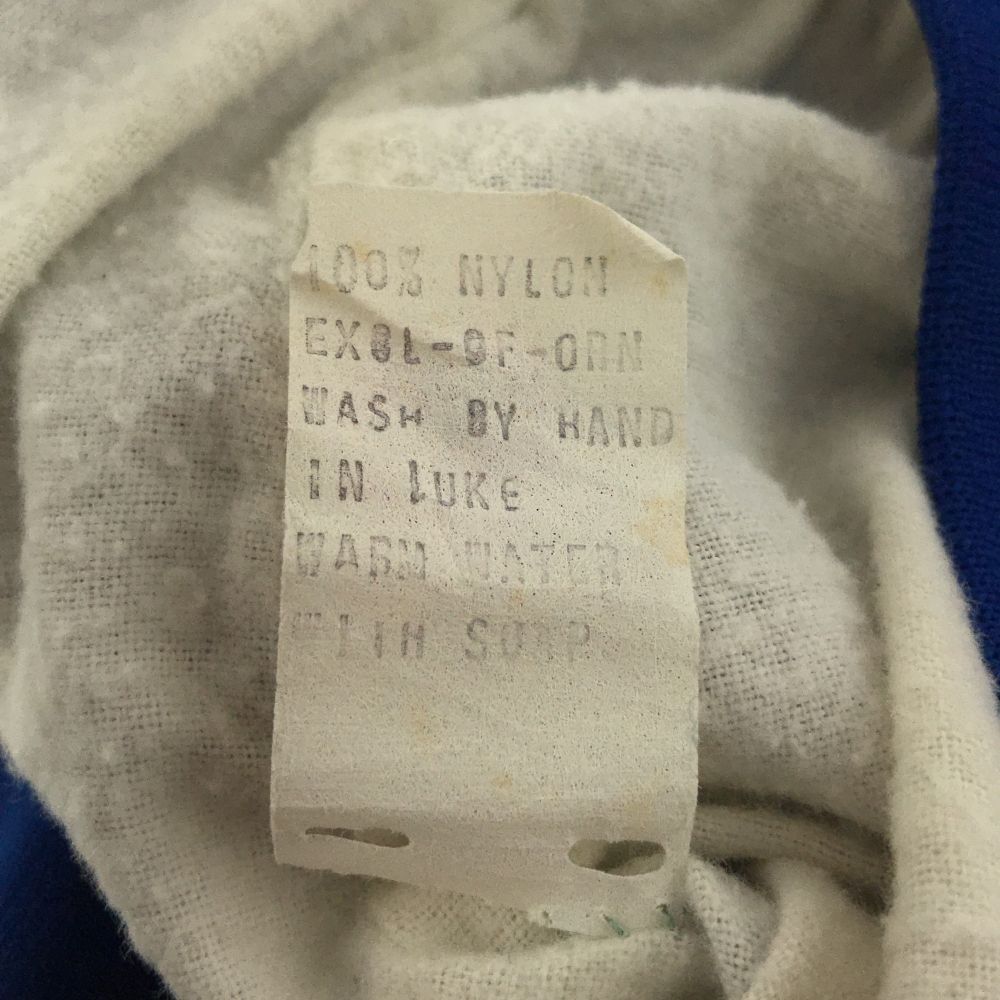 100% NYLON
EXCL-OF-ORN
WASH BY HAND
IN LUKE
WARM WATER
WITH SOAP